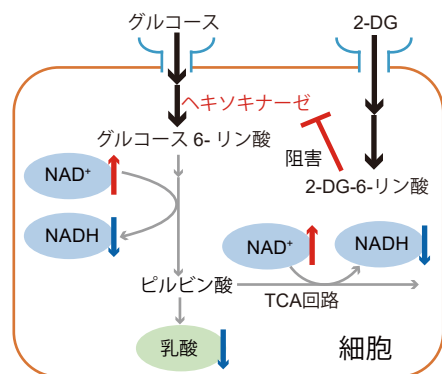 グルコース
2-DG
ヘキソキナーゼ
グルコース 6- リン酸
阻害
2-DG-6-リン酸
NAD⁺
NADH
NAD⁺
NADH
ピルビン酸
TCA回路
乳酸
細胞